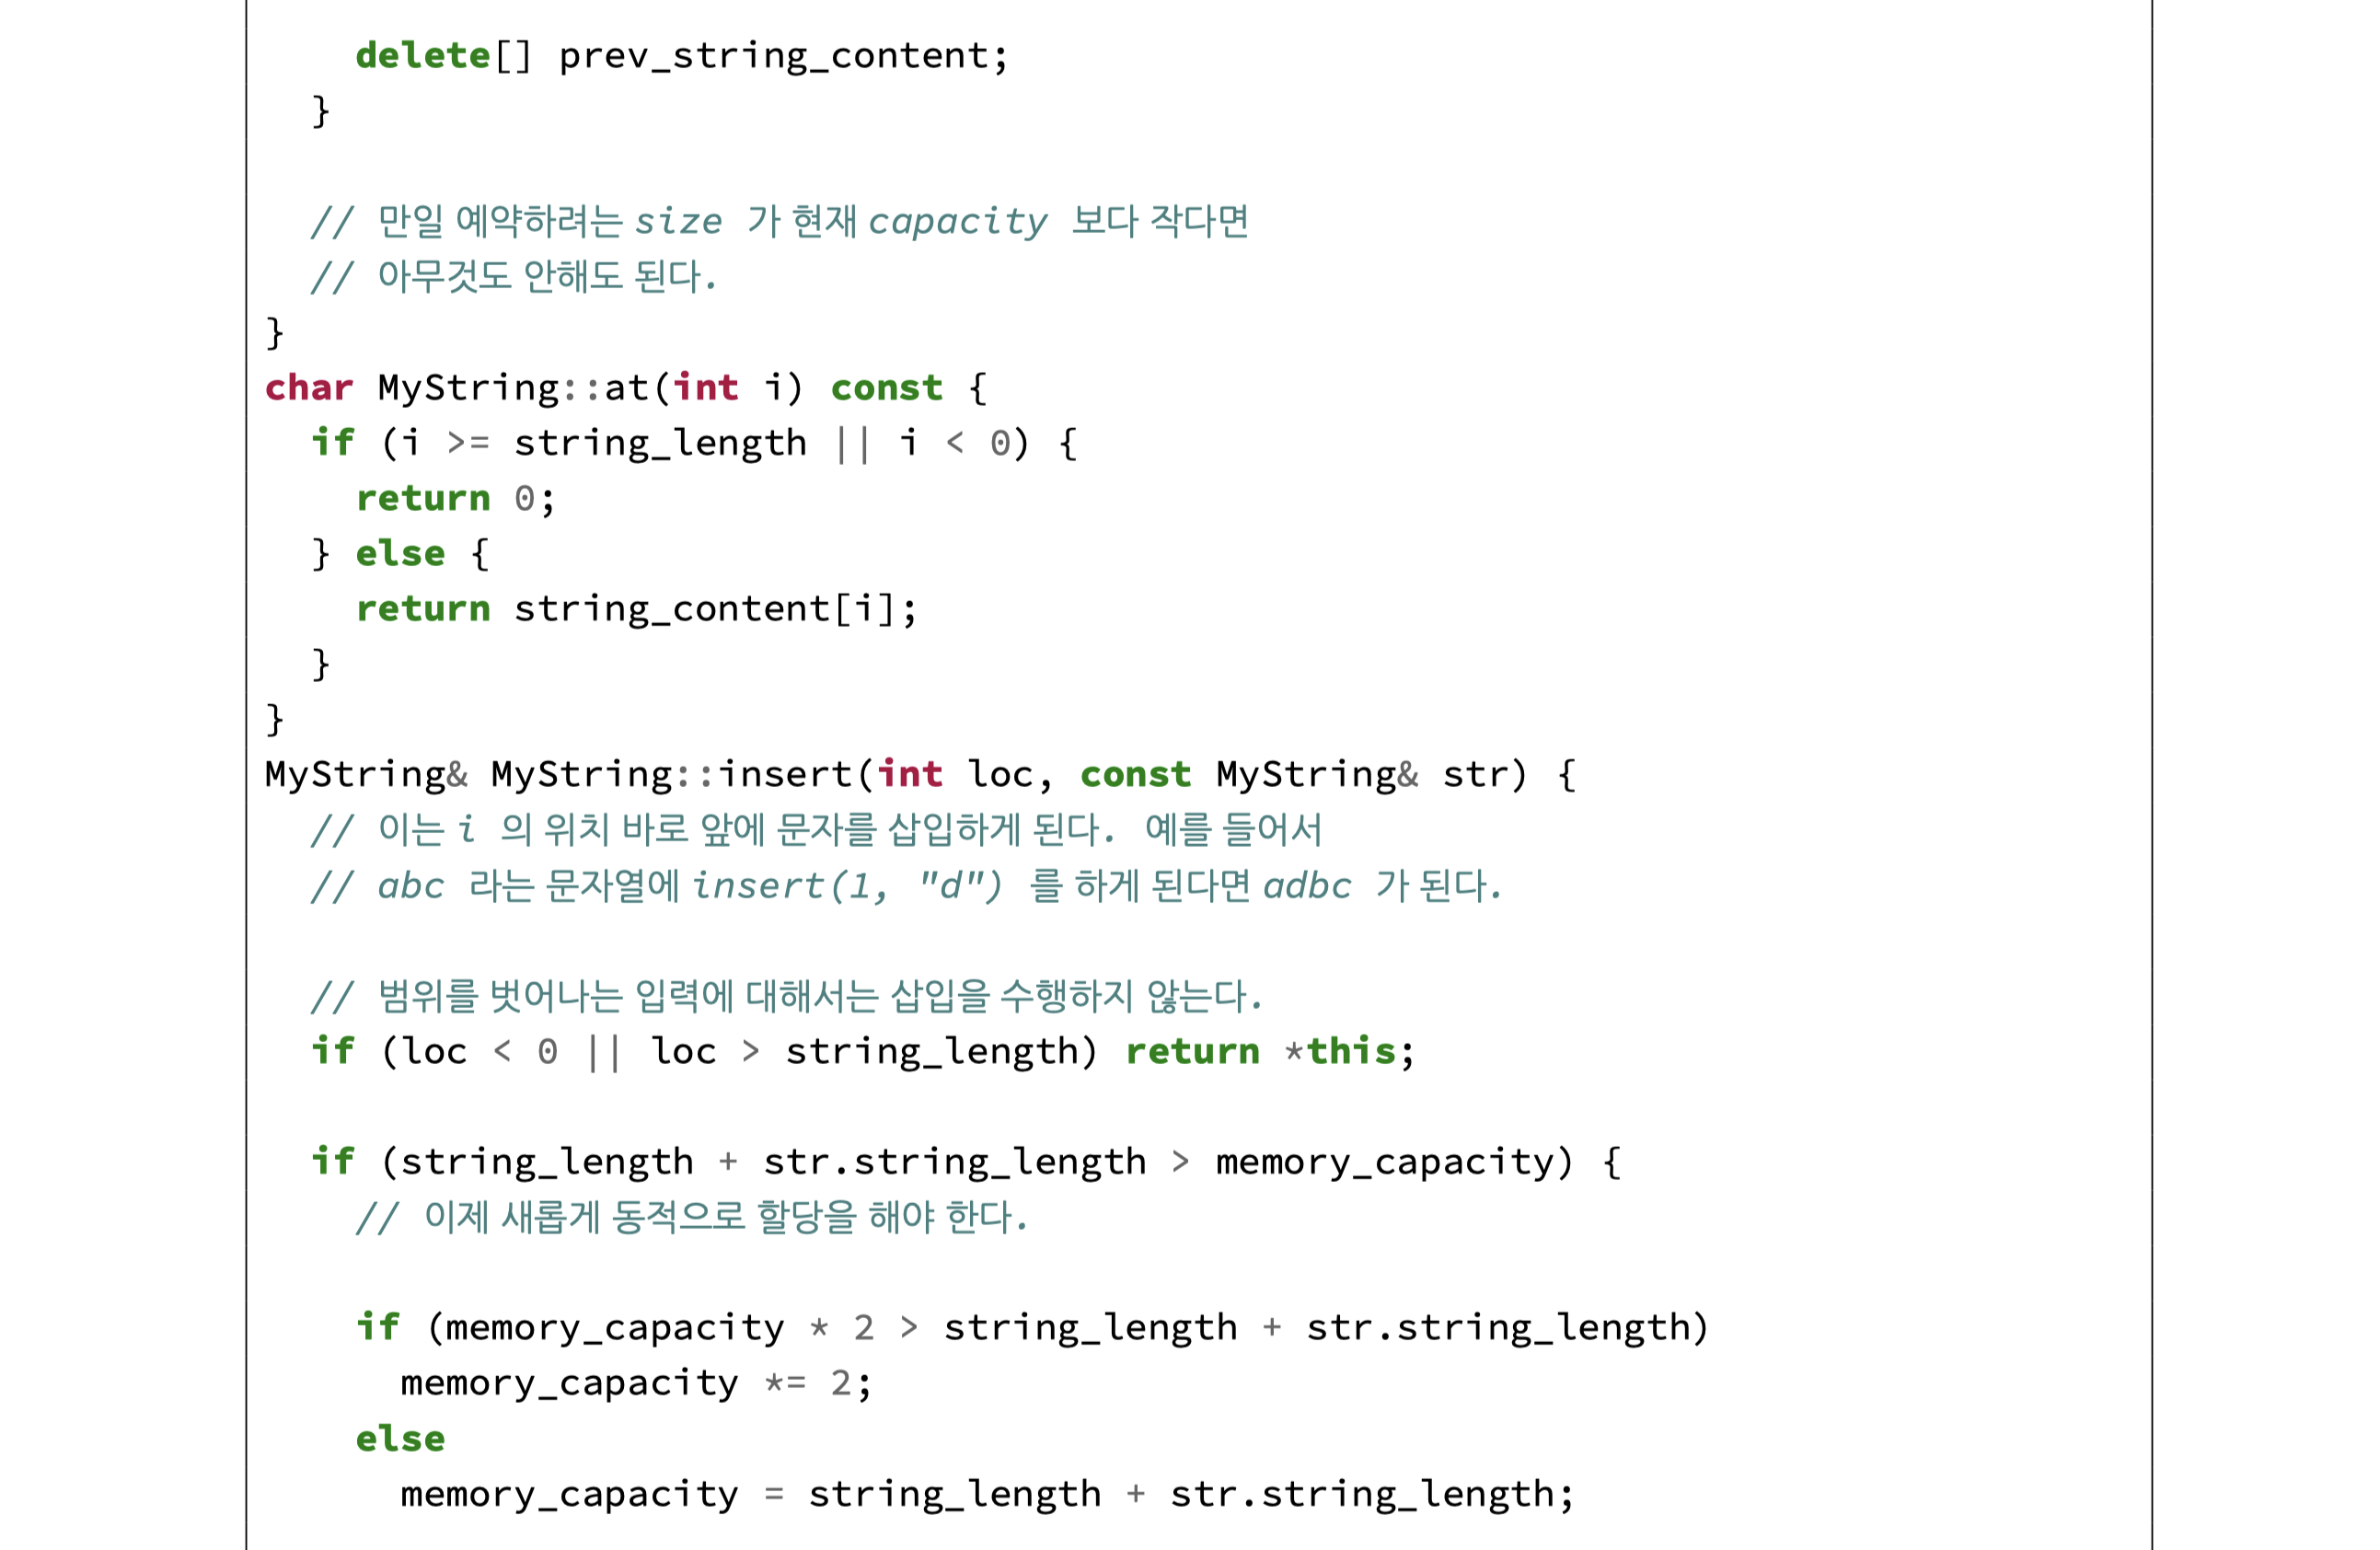 delete[] prev_string_content;
}
// 만일 예약하려는 size 가 현재 capacity 보다 작다면
// 아무것도 안해도 된다.
}
char MyString::at(int i) const {
if (i >= string_length || i < 0) {
return 0;
} else {
return string_content[i];
}
}
MyString& MyString::insert(int loc, const MyString& str) {
// 이는 i 의 위치 바로 앞에 문자를 삽입하게 된다. 예를 들어서
// abc 라는 문자열에 insert(1, "d") 를 하게 된다면 adbc 가 된다.
// 범위를 벗어나는 입력에 대해서는 삽입을 수행하지 않는다.
if (loc < 0 || loc > string_length) return *this;
if (string_length + str.string_length > memory_capacity) {
// 이제 새롭게 동적으로 할당을 해야 한다.
if (memory_capacity * 2 > string_length + str.string_length)
memory_capacity *= 2;
else
memory_capacity = string_length + str.string_length;